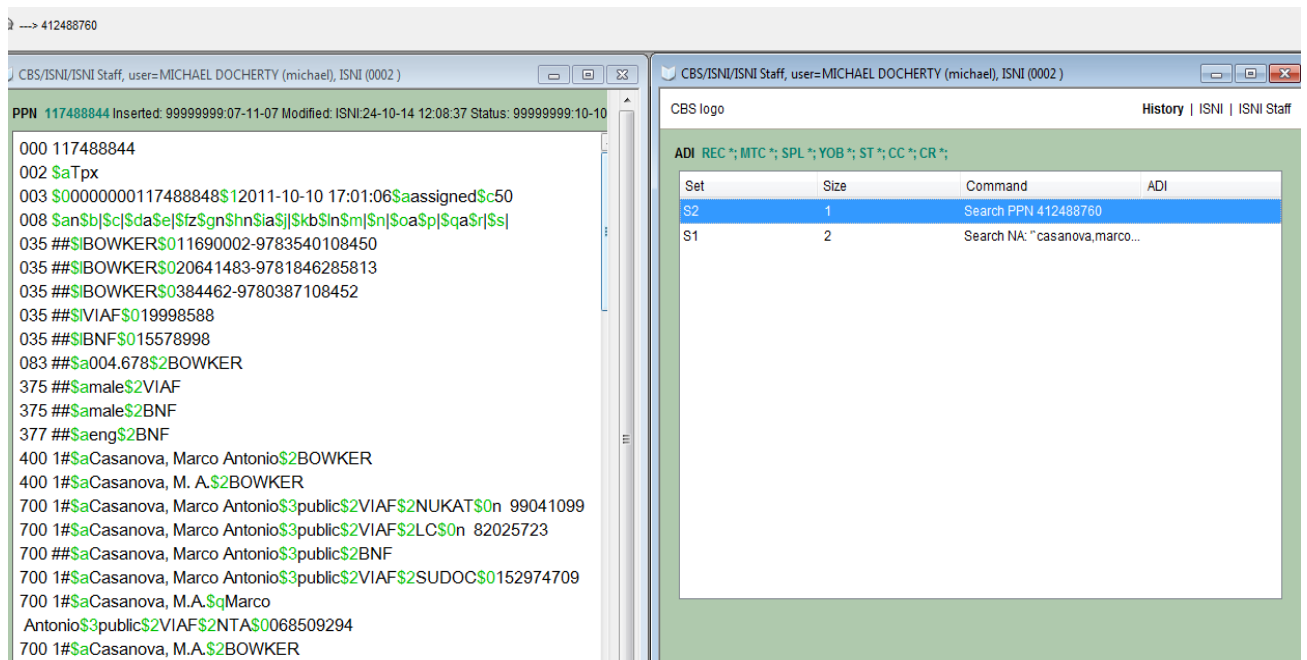 ---> 412488760
CBS/ISNI/ISNI Staff, user=MICHAEL DOCHERTY (michael), ISNI (0002 )
PPN 117488844 Inserted: 99999999:07-11-07 Modified: ISNI:24-10-14 12:08:37 Status: 99999999:10-10
000 117488844
002 $aTpx
003 $0000000117488848$12011-10-10 17:01:06$aassigned$c50
008 $an$b|$c|$da$e|$fz$gn$hn$ia$j|$kb$ln$m|$n|$oa$p|$qa$r|$s|
035 ##$IBOWKER$011690002-9783540108450
035 ##$IBOWKER$020641483-9781846285813
035 ##$IBOWKER$0384462-9780387108452
035 ##$IVIAF$019998588
035 ##$IBNF$015578998
083 ##$a004.678$2BOWKER
375 ##$amale$2VIAF
375 ##$amale$2BNF
377 ##$aeng$2BNF
400 1#$aCasanova, Marco Antonio$2BOWKER
400 1#$aCasanova, M. A.$2BOWKER
700 1#$aCasanova, Marco Antonio$3public$2VIAF$2NUKAT$0n  99041099
700 1#$aCasanova, Marco Antonio$3public$2VIAF$2LC$0n  82025723
700 ##$aCasanova, Marco Antonio$3public$2BNF
700 1#$aCasanova, Marco Antonio$3public$2VIAF$2SUDOC$0152974709
700 1#$aCasanova, M.A.$qMarco
Antonio$3public$2VIAF$2NTA$0068509294
700 1#$aCasanova, M.A.$2BOWKER
CBS/ISNI/ISNI Staff, user=MICHAEL DOCHERTY (michael), ISNI (0002 )
CBS logo History | ISNI | ISNI Staff
ADI REC *; MTC *; SPL *; YOB *; ST *; CC *; CR *;
Set Size Command ADI
S2 1 Search PPN 412488760
S1 2 Search NA: "casanova,marco...